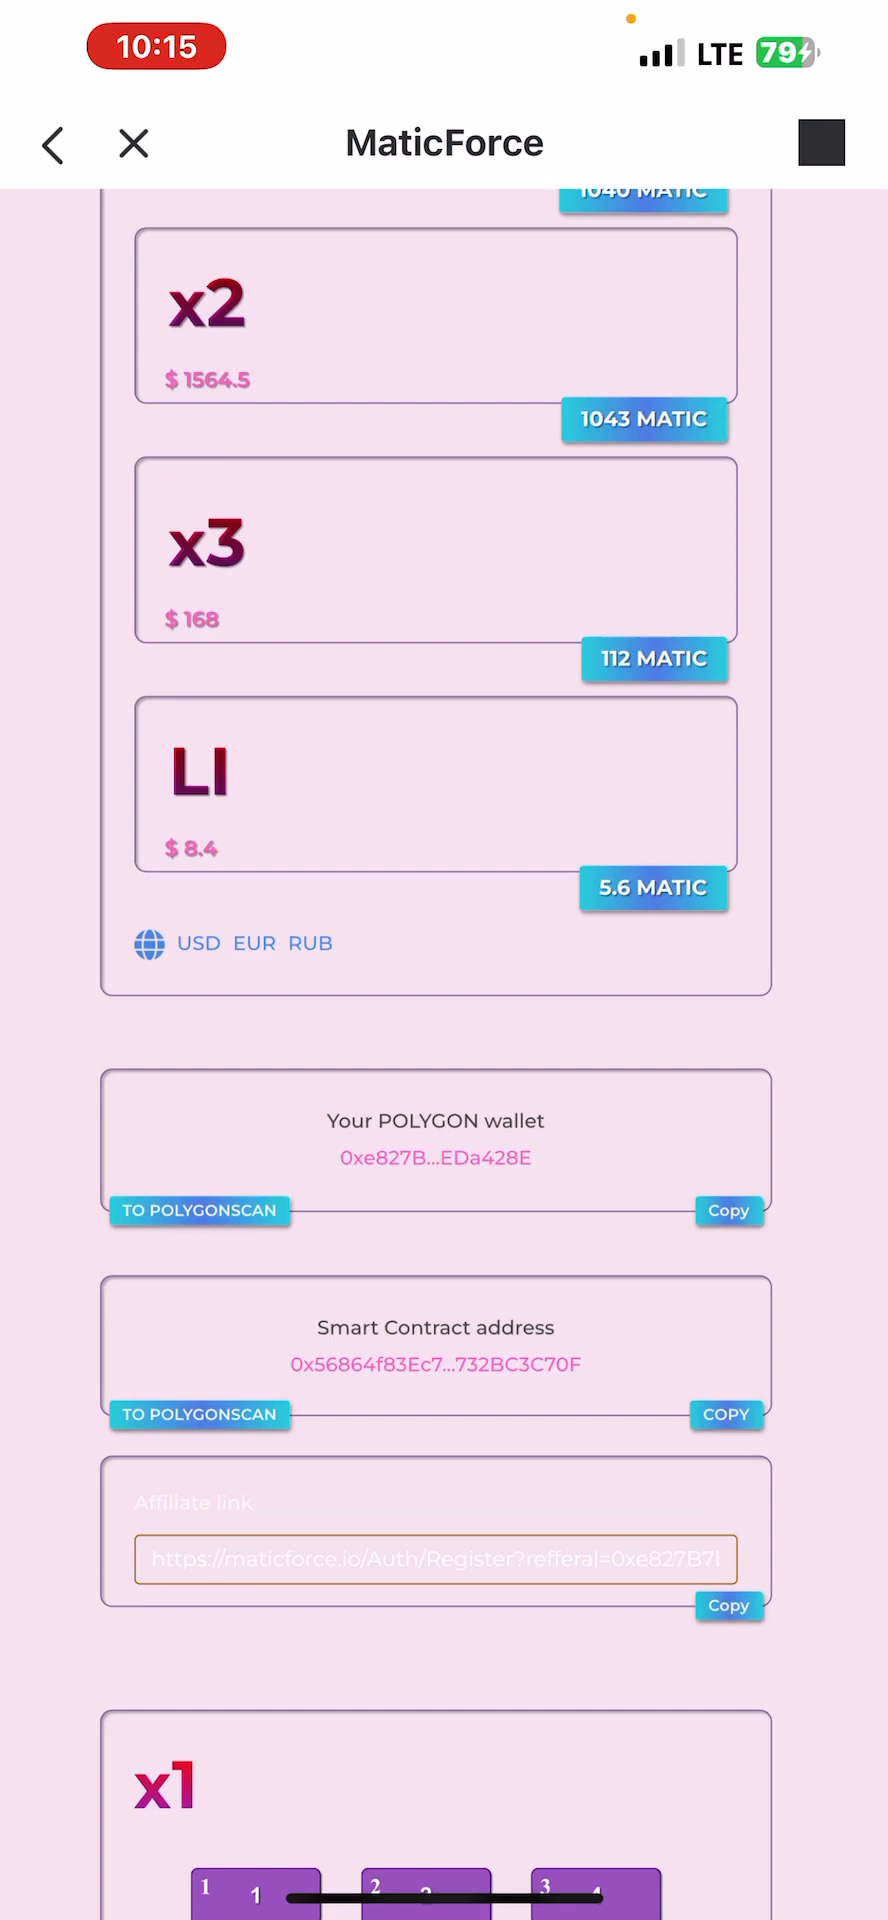 10:15
LTE 79
MaticForce
1040 MATIC
x2
$ 1564.5
1043 MATIC
x3
$ 168
112 MATIC
LI
$ 8.4
5.6 MATIC
USD EUR RUB
Your POLYGON wallet
0xe827B...EDa428E
TO POLYGONSCAN
Copy
Smart Contract address
0x56864f83Ec7...732BC3C70F
TO POLYGONSCAN
COPY
Affiliate link
https://maticforce.io/Auth/Register?refferal=0xe827B7
Copy
x1
1 1
2
3